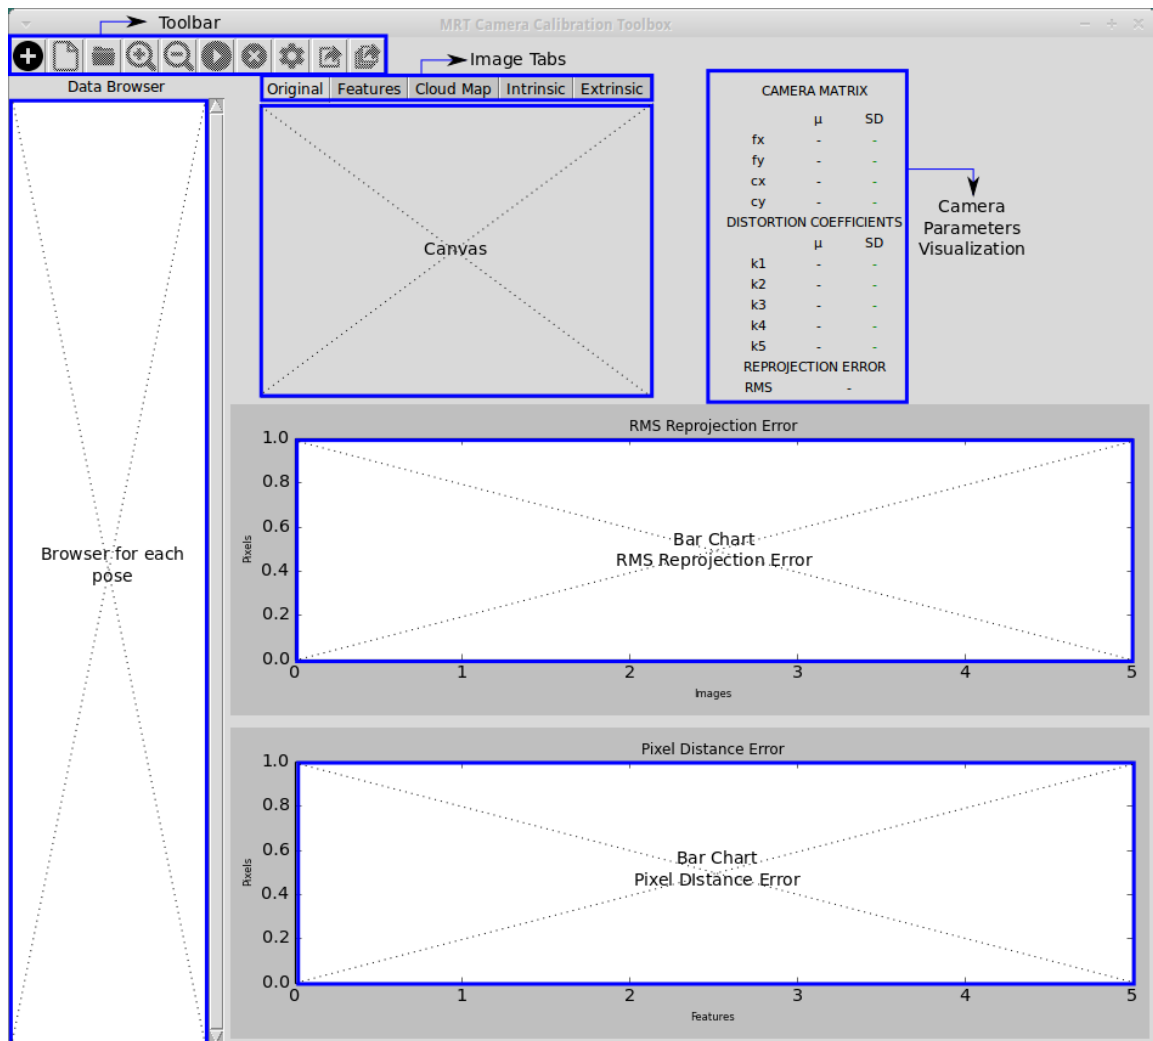 Toolbar
MRT Camera Calibration Toolbox
Image Tabs
Data Browser
Original Features Cloud Map Intrinsic Extrinsic
CAMERA MATRIX
µ SD
fx - -
fy - -
cx - -
cy - -
DISTORTION COEFFICIENTS
µ SD
k1 - -
k2 - -
k3 - -
k4 - -
k5 - -
REPROJECTION ERROR
RMS -
Camera
Parameters
Visualization
Canvas
Browser for each
pose
RMS Reprojection Error
1.0
0.8
0.6
0.4
0.2
0.0
Pixels
Bar Chart
RMS Reprojection Error
0 1 2 3 4 5
Images
Pixel Distance Error
1.0
0.8
0.6
0.4
0.2
0.0
Pixels
Bar Chart
Pixel DIstance Error
0 1 2 3 4 5
Features